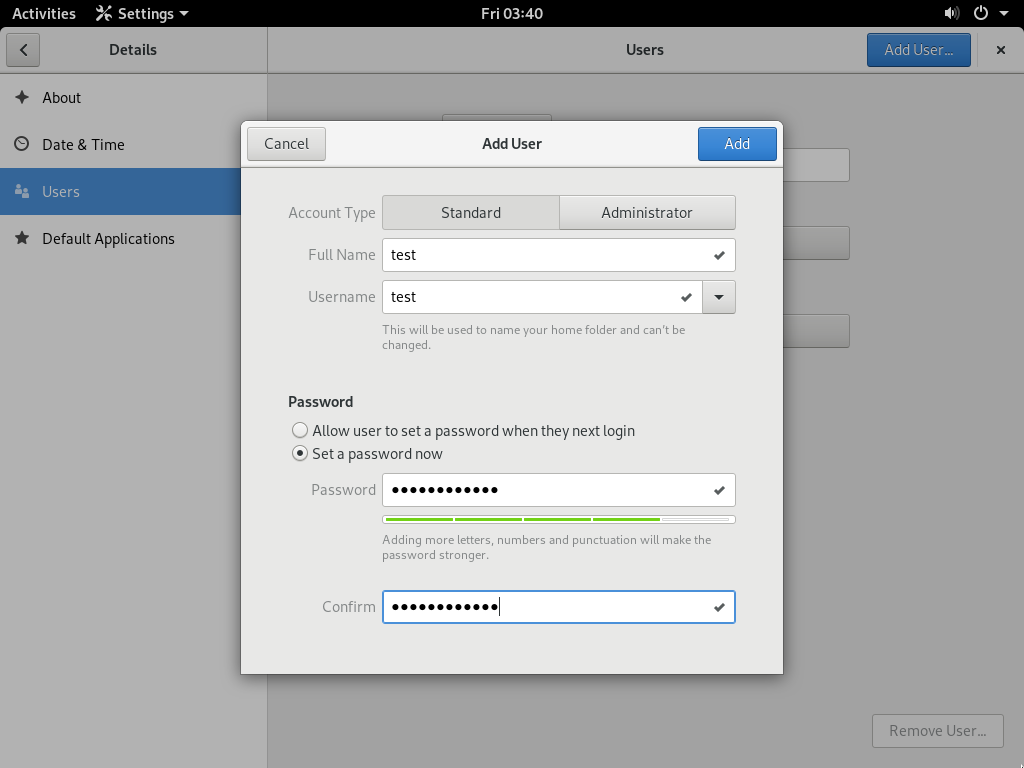 Activities Settings Fri 03:40
Details Users Add User...
About
Date & Time
Users
Default Applications
Cancel Add User Add
Account Type Standard Administrator
Full Name test
Username test
This will be used to name your home folder and can't be
changed.
Password
Allow user to set a password when they next login
Set a password now
Password ●●●●●●●●●●●●
Adding more letters, numbers and punctuation will make the
password stronger.
Confirm ●●●●●●●●●●●●
Remove User...